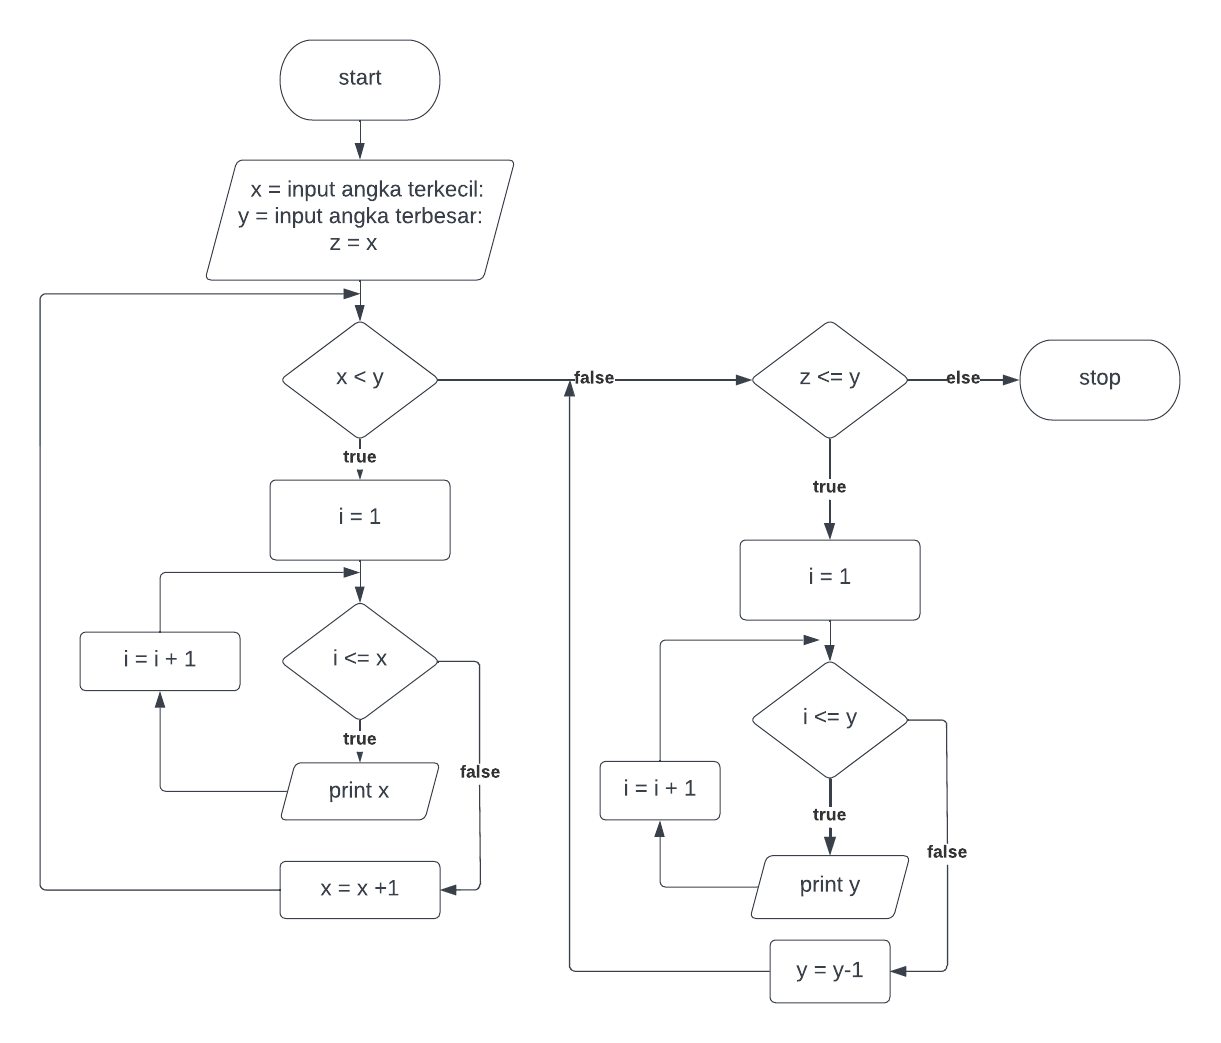 start
x = input angka terkecil:
y = input angka terbesar:
z = x
x < y
false
z <= y
else
stop
true
i = 1
i <= x
i = i + 1
true
print x
false
x = x +1
true
i = 1
i <= y
i = i + 1
true
print y
false
y = y-1